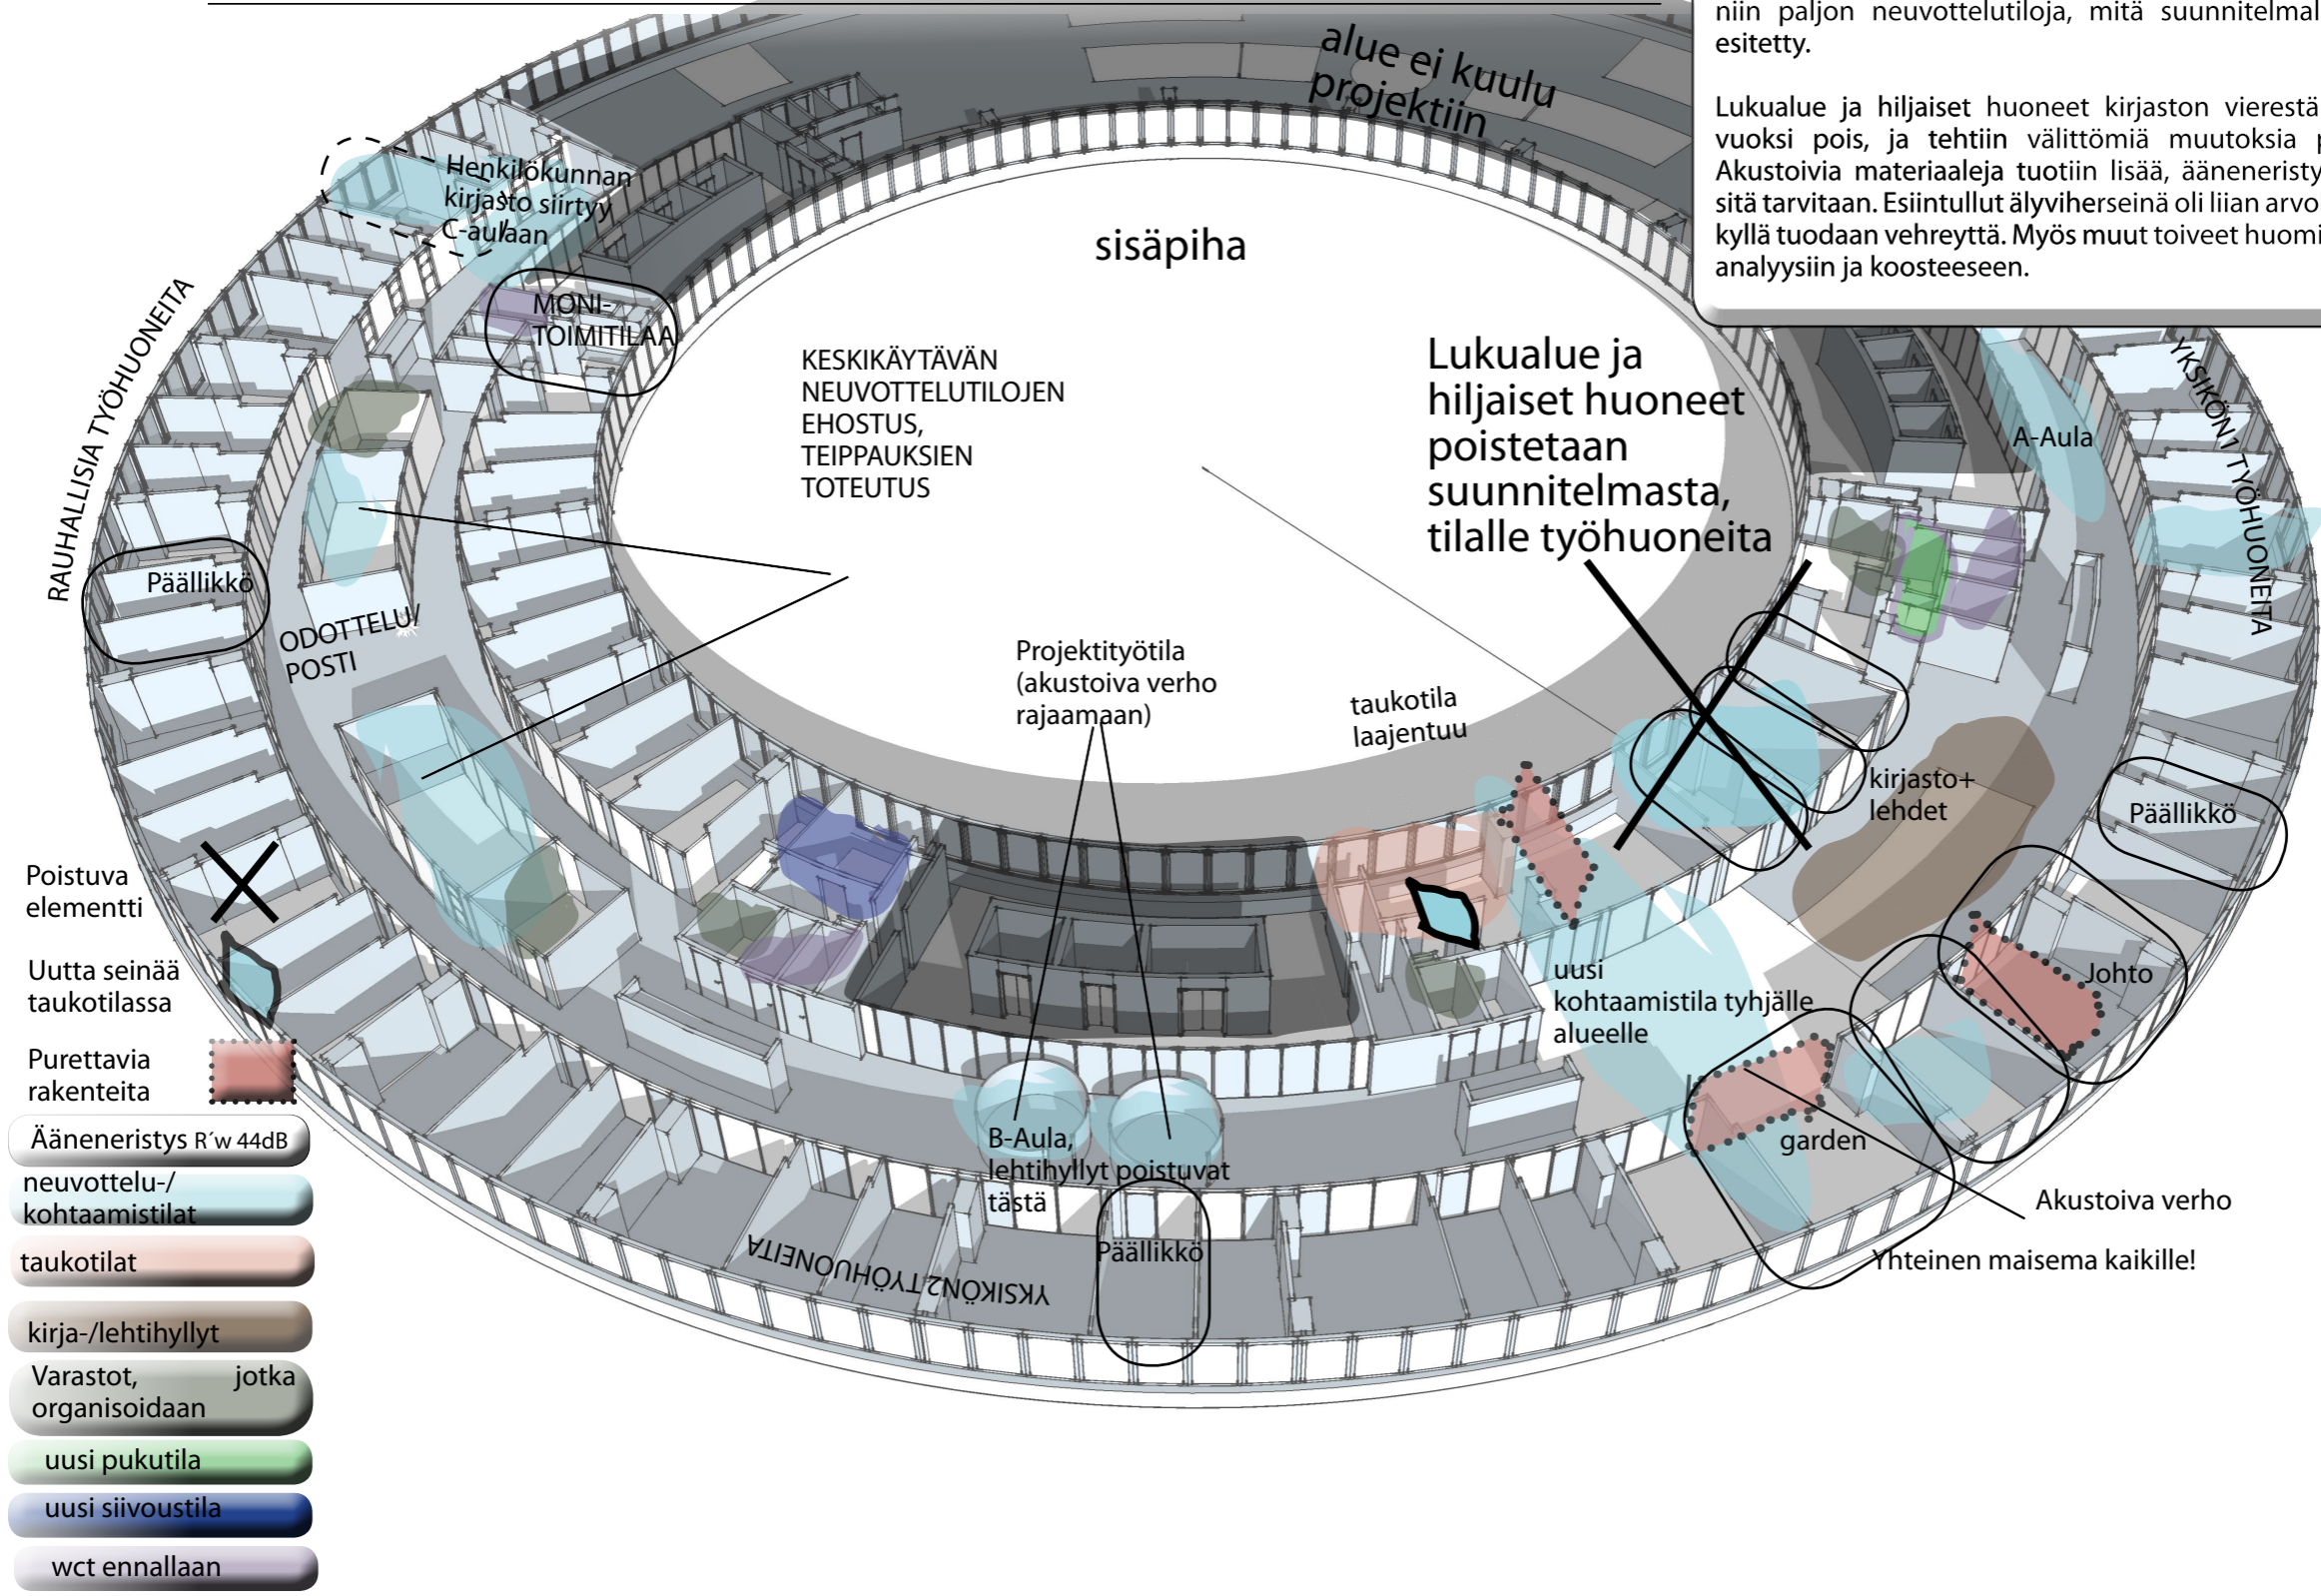 niin paljon neuvottelutiloja, mitä
esitetty.
Lukualue ja hiljaiset huoneet kirjaston vierestä
vuoksi pois, ja tehtiin välittömiä muutoksia
Akustoivia materiaaleja tuotiin lisää,
sitä tarvitaan. Esiintullut älyviherseinä oli liian
kyllä tuodaan vehreyttä. Myös muut toiveet
analyysiin ja koosteeseen.
alue ei kuulu
projektiin
Henkilökunnan
kirjasto siirtyy
C-aulaan
sisäpiha
MONI-
TOIMITILAA
RAUHALLISIA TYÖHUONEITA
KESKIKÄYTÄVÄN
NEUVOTTELUTILOJEN
EHOSTUS,
TEIPPAUKSIEN
TOTEUTUS
Lukualue ja
hiljaiset huoneet
poistetaan
suunnitelmasta,
tilalle työhuoneita
A-Aula
YKSIKÖN1 TYÖHUONEITA
Päällikkö
ODOTTELU/
POSTI
Projektityötila
(akustoiva verho
rajaamaan)
taukotila
laajentuu
kirjasto+
lehdet
Päällikkö
Poistuva
elementti
Uutta seinää
taukotilassa
Purettavia
rakenteita
uusi
kohtaamistila tyhjälle
alueelle
Johto
garden
B-Aula,
lehtihyllyt poistuvat
tästä
Akustoiva verho
Yhteinen maisema kaikille!
Päällikkö
YKSIKÖN2 TYÖHUONEITA
Ääneneristys R´w 44dB
neuvottelu-/
kohtaamistilat
taukotilat
kirja-/lehtihyllyt
Varastot, jotka
organisoidaan
uusi pukutila
uusi siivoustila
wct ennallaan